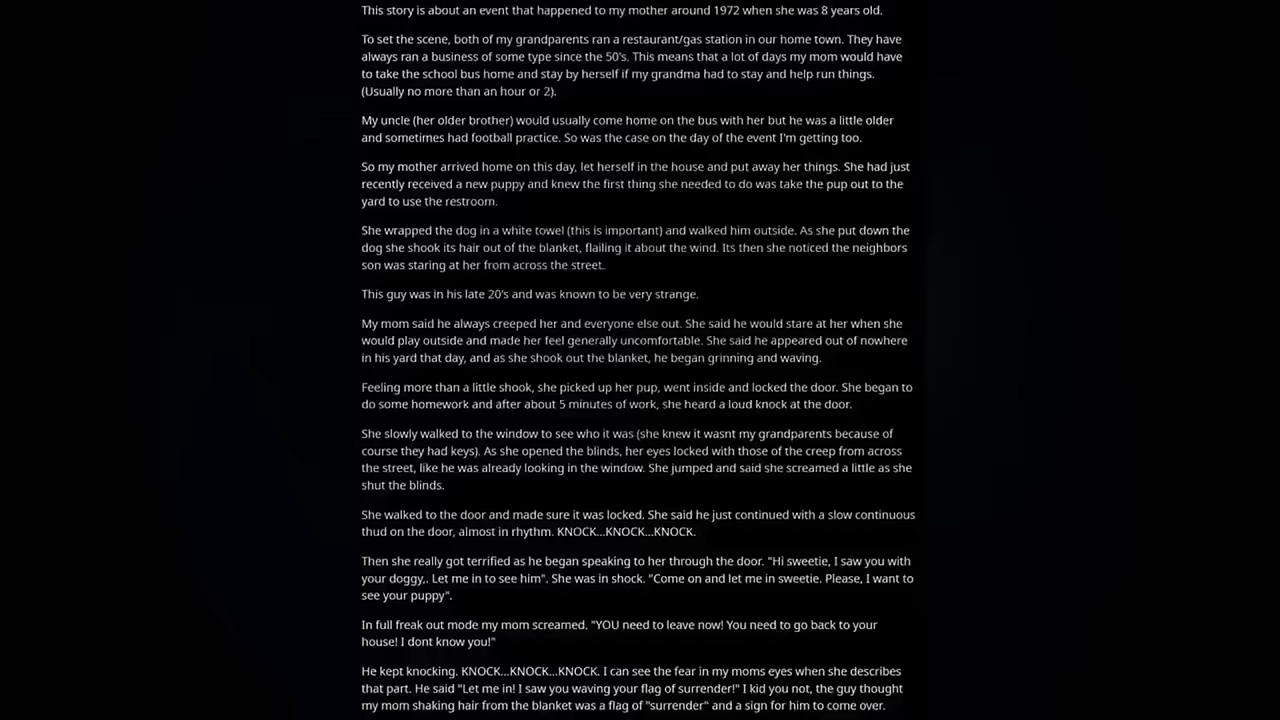 This story is about an event that happened to my mother around 1972 when she was 8 years old.
To set the scene, both of my grandparents ran a restaurant/gas station in our home town. They have
always ran a business of some type since the 50's. This means that a lot of days my mom would have
to take the school bus home and stay by herself if my grandma had to stay and help run things.
(Usually no more than an hour or 2).
My uncle (her older brother) would usually come home on the bus with her but he was a little older
and sometimes had football practice. So was the case on the day of the event I'm getting too.
So my mother arrived home on this day, let herself in the house and put away her things. She had just
recently received a new puppy and knew the first thing she needed to do was take the pup out to the
yard to use the restroom.
She wrapped the dog in a white towel (this is important) and walked him outside. As she put down the
dog she shook its hair out of the blanket, flailing it about the wind. Its then she noticed the neighbors
son was staring at her from across the street.
This guy was in his late 20's and was known to be very strange.
My mom said he always creeped her and everyone else out. She said he would stare at her when she
would play outside and made her feel generally uncomfortable. She said he appeared out of nowhere
in his yard that day, and as she shook out the blanket, he began grinning and waving.
Feeling more than a little shook, she picked up her pup, went inside and locked the door. She began to
do some homework and after about 5 minutes of work, she heard a loud knock at the door.
She slowly walked to the window to see who it was (she knew it wasnt my grandparents because of
course they had keys). As she opened the blinds, her eyes locked with those of the creep from across
the street, like he was already looking in the window. She jumped and said she screamed a little as she
shut the blinds.
She walked to the door and made sure it was locked. She said he just continued with a slow continuous
thud on the door, almost in rhythm. KNOCK...KNOCK...KNOCK.
Then she really got terrified as he began speaking to her through the door. "Hi sweetie, I saw you with
your doggy,. Let me in to see him". She was in shock. "Come on and let me in sweetie. Please, I want to
see your puppy".
In full freak out mode my mom screamed. "YOU need to leave now! You need to go back to your
house! I dont know you!"
He kept knocking. KNOCK...KNOCK...KNOCK. I can see the fear in my moms eyes when she describes
that part. He said "Let me in! I saw you waving your flag of surrender!" I kid you not, the guy thought
my mom shaking hair from the blanket was a flag of "surrender" and a sign for him to come over.